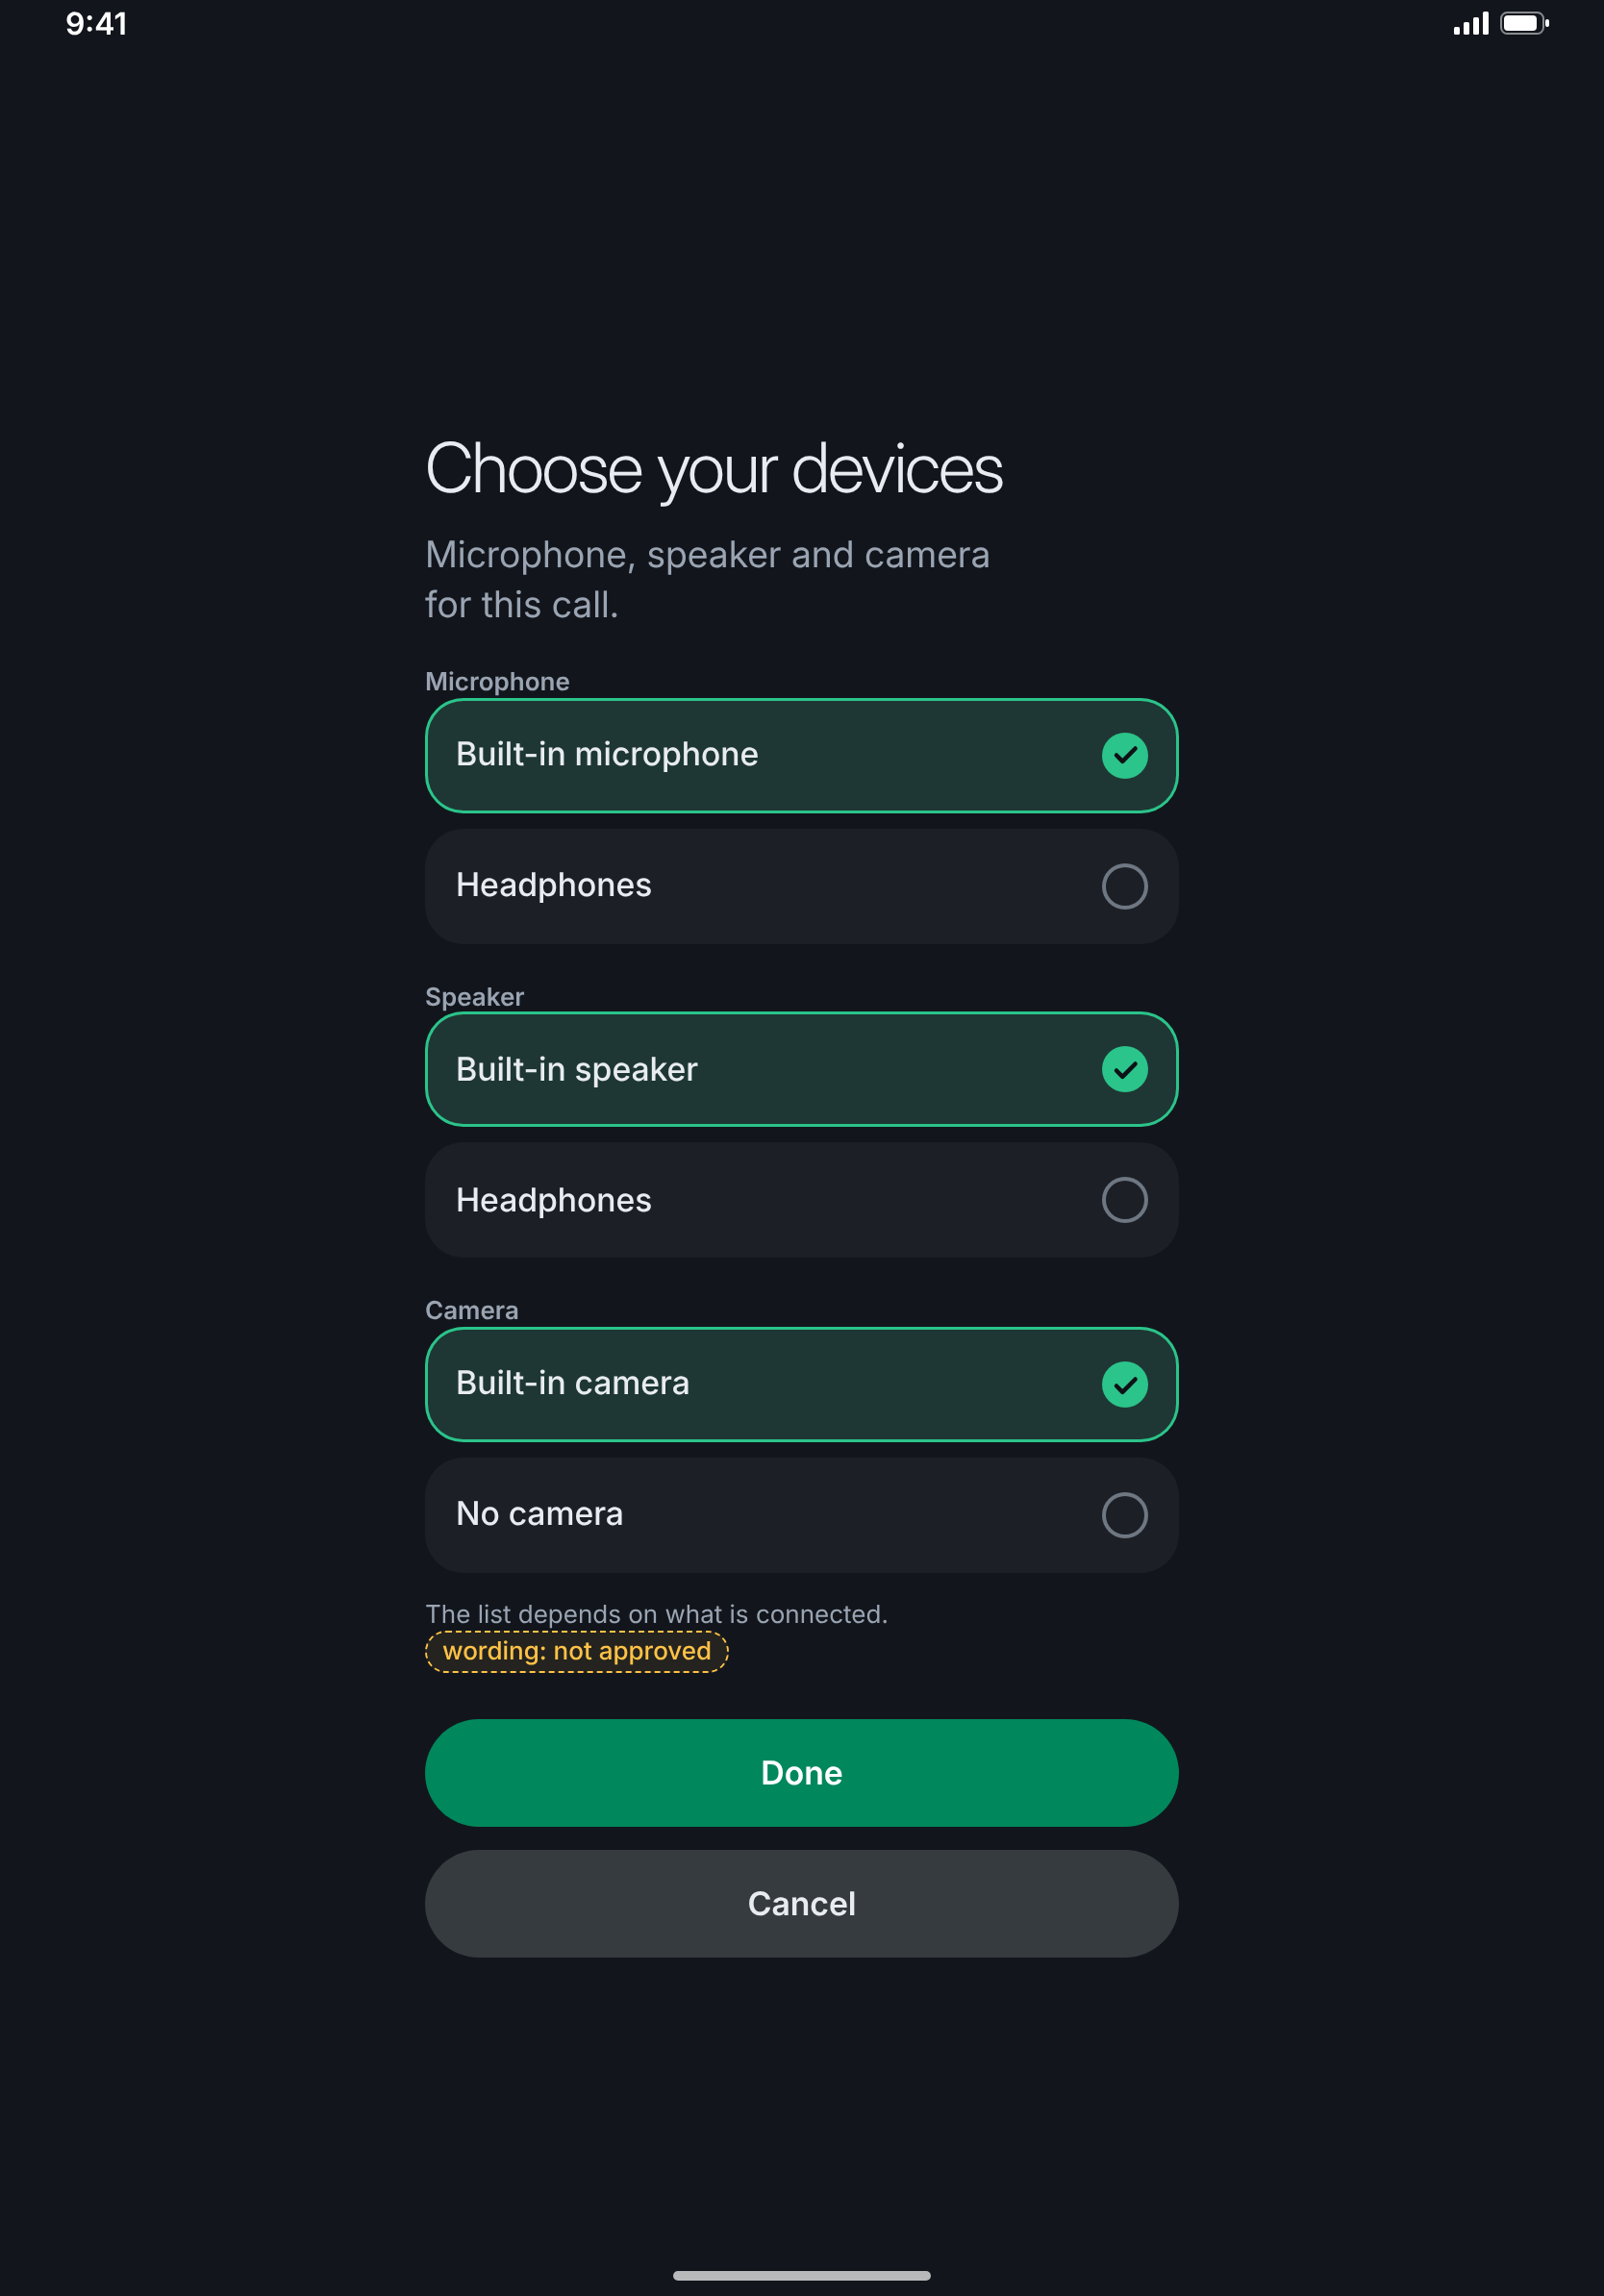 9:41
Choose your devices
Microphone, speaker and camera
for this call.
Microphone
Built-in microphone
Headphones
Speaker
Built-in speaker
Headphones
Camera
Built-in camera
No camera
The list depends on what is connected.
wording: not approved
Done
Cancel